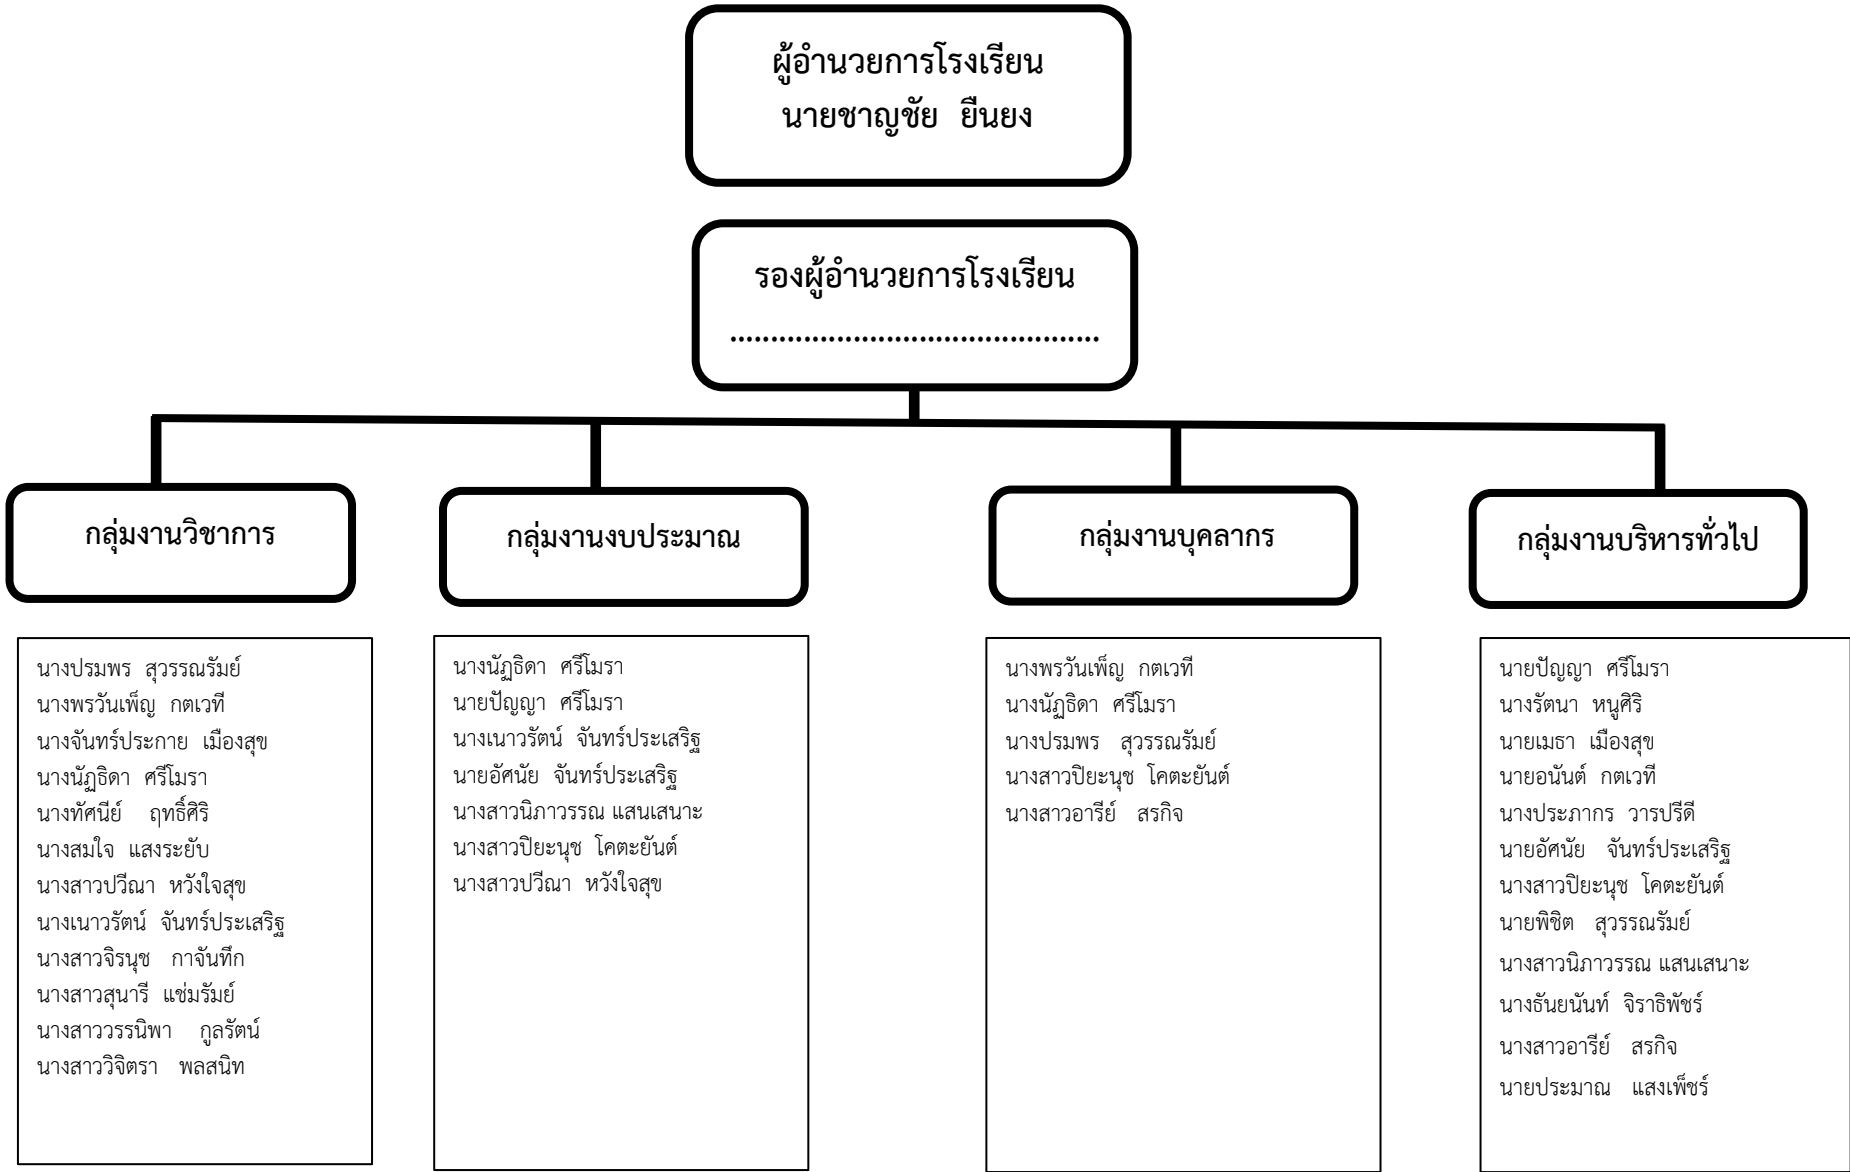 ผู้อำนวยการโรงเรียน
นายชาญชัย  ยืนยง
รองผู้อำนวยการโรงเรียน
............................................
กลุ่มงานวิชาการ
กลุ่มงานงบประมาณ
กลุ่มงานบุคลากร
กลุ่มงานบริหารทั่วไป
นางปรมพร  สุวรรณรัมย์
นางพรวันเพ็ญ  กตเวที
นางจันทร์ประกาย  เมืองสุข
นางนัฏธิดา  ศรีโมรา
นางทัศนีย์   ฤทธิ์ศิริ
นางสมใจ  แสงระยับ
นางสาวปวีณา  หวังใจสุข
นางเนาวรัตน์  จันทร์ประเสริฐ
นางสาวจิรนุช   กาจันทึก
นางสาวสุนารี  แช่มรัมย์
นางสาววรรนิพา   กูลรัตน์
นางสาววิจิตรา   พลสนิท
นางนัฏธิดา  ศรีโมรา
นายปัญญา  ศรีโมรา
นางเนาวรัตน์  จันทร์ประเสริฐ
นายอัศนัย  จันทร์ประเสริฐ
นางสาวนิภาวรรณ แสนเสนาะ
นางสาวปิยะนุช  โคตะยันต์
นางสาวปวีณา  หวังใจสุข
นางพรวันเพ็ญ  กตเวที
นางนัฏธิดา  ศรีโมรา
นางปรมพร   สุวรรณรัมย์
นางสาวปิยะนุช  โคตะยันต์
นางสาวอารีย์   สรกิจ
นายปัญญา  ศรีโมรา
นางรัตนา  หนูศิริ
นายเมธา  เมืองสุข
นายอนันต์  กตเวที
นางประภากร  วารปรีดี
นายอัศนัย   จันทร์ประเสริฐ
นางสาวปิยะนุช  โคตะยันต์
นายพิชิต   สุวรรณรัมย์
นางสาวนิภาวรรณ แสนเสนาะ
นางธันยนันท์  จิราธิพัชร์
นางสาวอารีย์   สรกิจ
นายประมาณ   แสงเพ็ชร์